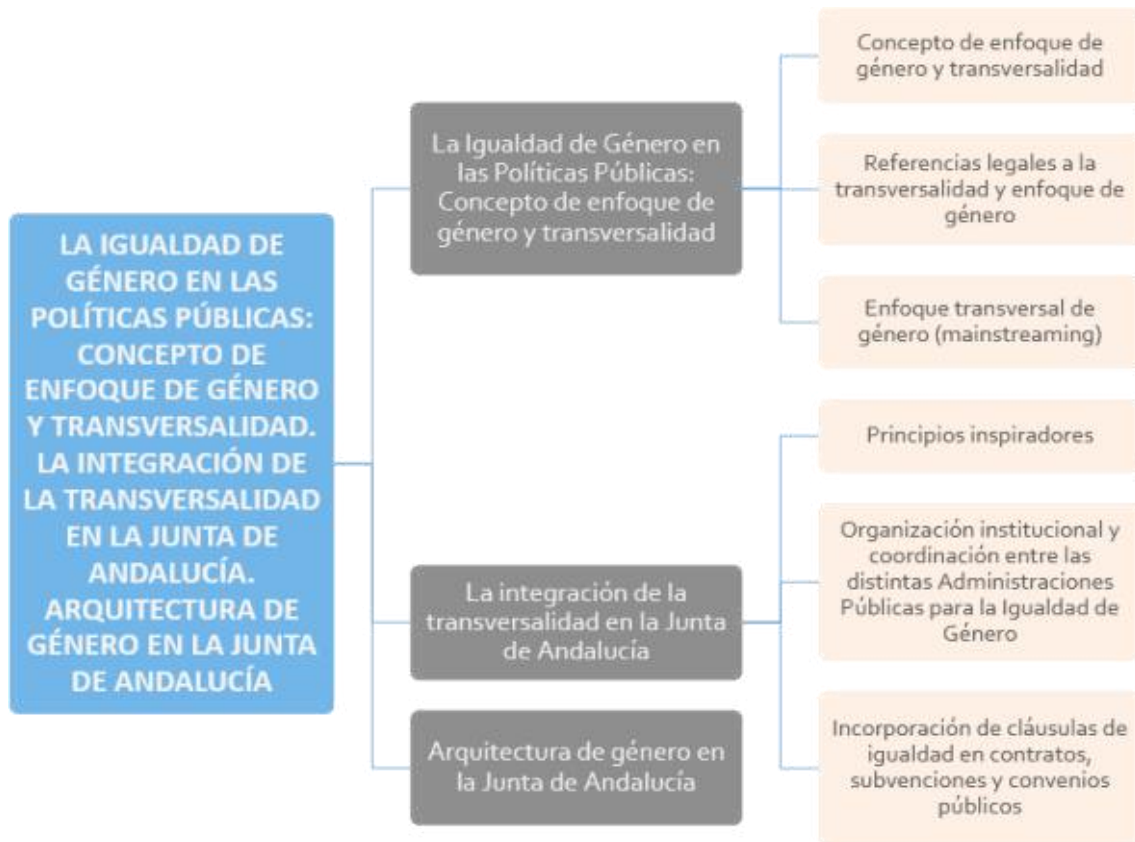 LA IGUALDAD DE
GÉNERO EN LAS
POLÍTICAS PÚBLICAS:
CONCEPTO DE
ENFOQUE DE GÉNERO
Y TRANSVERSALIDAD.
LA INTEGRACIÓN DE
LA TRANSVERSALIDAD
EN LA JUNTA DE
ANDALUCÍA.
ARQUITECTURA DE
GÉNERO EN LA JUNTA
DE ANDALUCÍA
La Igualdad de Género en
las Políticas Públicas:
Concepto de enfoque de
género y transversalidad
Concepto de enfoque de
género y transversalidad
Referencias legales a la
transversalidad y enfoque de
género
Enfoque transversal de
género (mainstreaming)
La integración de la
transversalidad en la Junta
de Andalucía
Principios inspiradores
Organización institucional y
coordinación entre las
distintas Administraciones
Públicas para la Igualdad de
Género
Incorporación de cláusulas de
igualdad en contratos,
subvenciones y convenios
públicos
Arquitectura de género en
la Junta de Andalucía